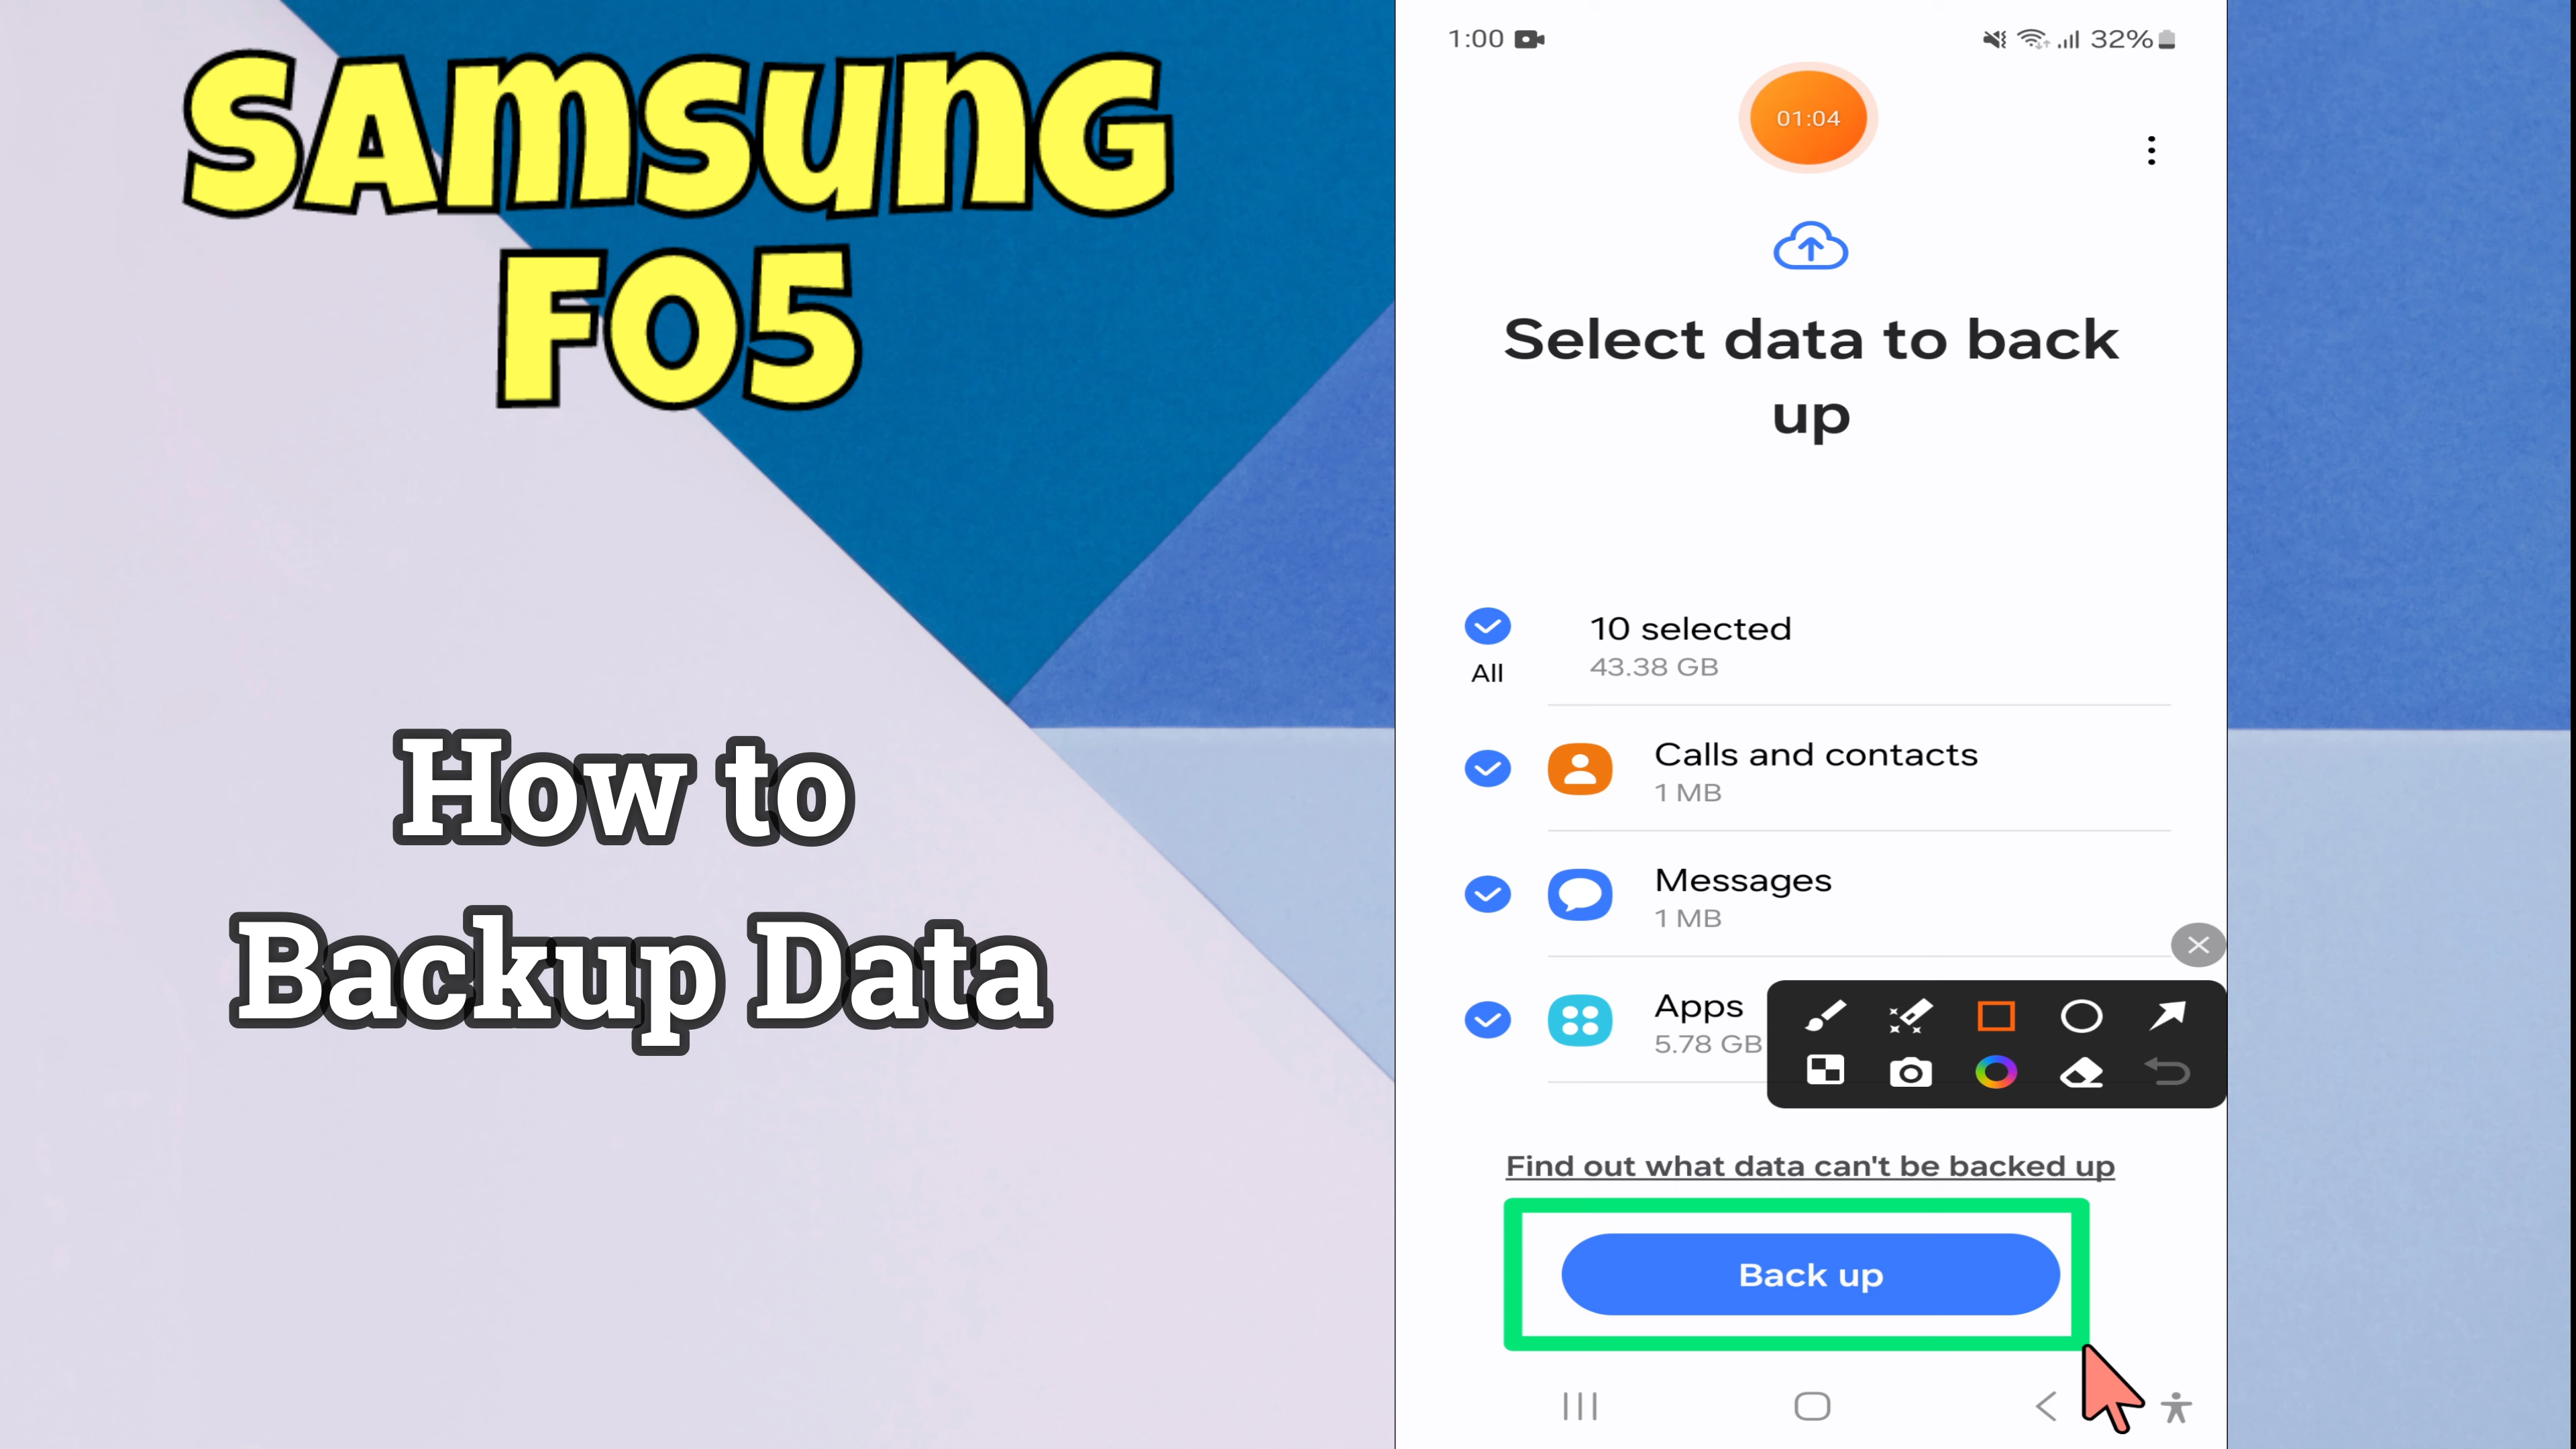 SAMSUNG
F05
How to
Backup Data
1:00
32%
01:04
Select data to back
up
10 selected
43.38 GB
All
Calls and contacts
1 MB
Messages
1 MB
Apps
5.78 GB
Find out what data can't be backed up
Back up